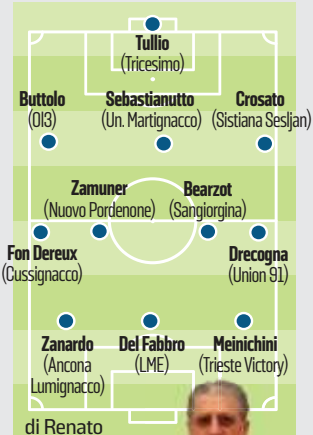 Tullio
(Tricesimo)
Buttolo
(Ol3)
Sebastianutto
(Un. Martignacco)
Crosato
(Sistiana Sesljan)
Zamuner
(Nuovo Pordenone)
Bearzot
(Sangiorgina)
Fon Dereux
(Cussignacco)
Drecogna
(Union 91)
Zanardo
(Ancona
Lumignacco)
Del Fabbro
(LME)
Meinichini
(Trieste Victory)
di Renato